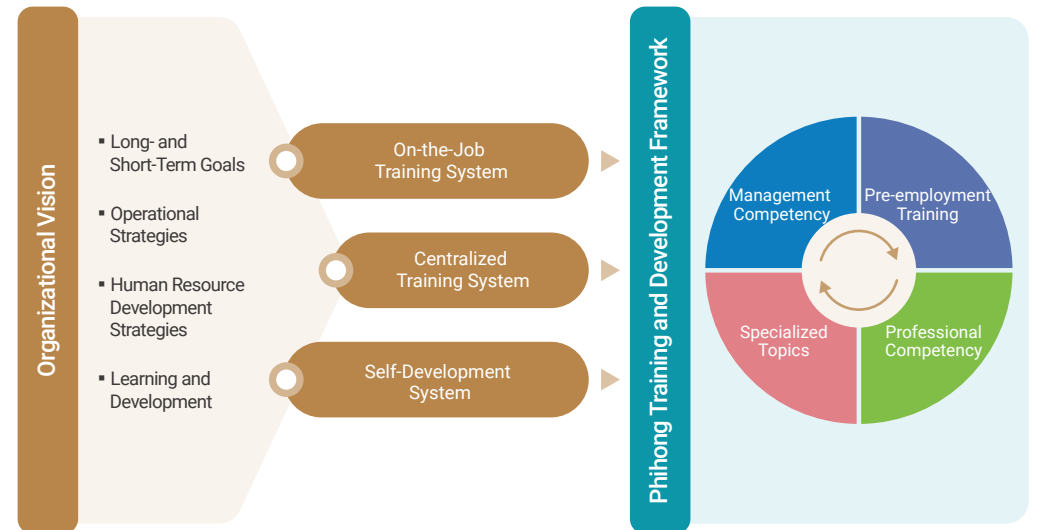 Organizational Vision
▪ Long- and
Short-Term Goals
▪ Operational
Strategies
▪ Human Resource
Development
Strategies
▪ Learning and
Development
On-the-Job
Training System
Centralized
Training System
Self-Development
System
Phihong Training and Development Framework
Management
Competency
Pre-employment
Training
Specialized
Topics
Professional
Competency